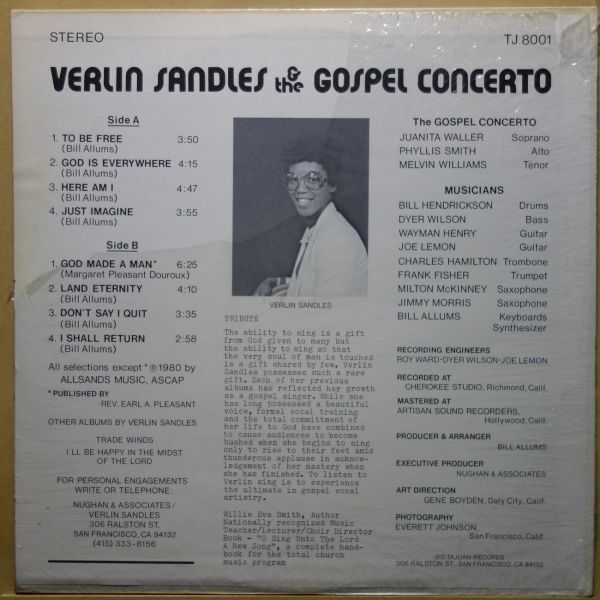 STEREO
TJ 8001
VERLIN SANDLES & the GOSPEL CONCERTO
Side A
1. TO BE FREE 3:50
(Bill Allums)
2. GOD IS EVERYWHERE 4:15
(Bill Allums)
3. HERE AM I 4:47
(Bill Allums)
4. JUST IMAGINE 3:55
(Bill Allums)
Side B
1. GOD MADE A MAN* 6:25
(Margaret Pleasant Douroux)
2. LAND ETERNITY 4:10
(Bill Allums)
3. DON'T SAY I QUIT 3:35
(Bill Allums)
4. I SHALL RETURN 2:58
(Bill Allums)
All selections except * ℗1980 by
ALLSANDS MUSIC, ASCAP
*PUBLISHED BY
REV. EARL A. PLEASANT
OTHER ALBUMS BY VERLIN SANDLES
TRADE WINDS
I'LL BE HAPPY IN THE MIDST
OF THE LORD
FOR PERSONAL ENGAGEMENTS
WRITE OR TELEPHONE:
NUGHAN & ASSOCIATES/
VERLIN SANDLES
306 RALSTON ST.
SAN FRANCISCO, CA 94132
(415) 333-8156
VERLIN SANDLES
TRIBUTE
The ability to sing is a gift
from God given to many but
the ability to sing so that
the very soul of man is touched
is a gift shared by few. Verlin
Sandles possesses such a rare
gift. Each of her previous
albums has reflected her growth
as a gospel singer. While she
has long possessed a beautiful
voice, formal vocal training
and the total committment of
her life to God have combined
to cause audiences to become
hushed when she begins to sing
only to rise to their feet amid
thunderous applause in acknow-
ledgement of her mastery when
she has finished. To listen to
Verlin sing is to experience
the ultimate in gospel vocal
artistry.
Willie Eva Smith, Author
Nationally recognized Music
Teacher/Lecturer/Choir Director
Book - "O Sing Unto The Lord
A New Song", a complete hand-
book for the total church
music program
The GOSPEL CONCERTO
JUANITA WALLER Soprano
PHYLLIS SMITH Alto
MELVIN WILLIAMS Tenor
MUSICIANS
BILL HENDRICKSON Drums
DYER WILSON Bass
WAYMAN HENRY Guitar
JOE LEMON Guitar
CHARLES HAMILTON Trombone
FRANK FISHER Trumpet
MILTON McKINNEY Saxophone
JIMMY MORRIS Saxophone
BILL ALLUMS Keyboards
Synthesizer
RECORDING ENGINEERS
ROY WARD•DYER WILSON•JOE LEMON
RECORDED AT
CHEROKEE STUDIO, Richmond, Calif.
MASTERED AT
ARTISAN SOUND RECORDERS,
Hollywood, Calif.
PRODUCER & ARRANGER
BILL ALLUMS
EXECUTIVE PRODUCER
NUGHAN & ASSOCIATES
ART DIRECTION
GENE BOYDEN, Daly City, Calif.
PHOTOGRAPHY
EVERETT JOHNSON,
San Francisco, Calif.
℗© TAJUAN RECORDS
306 RALSTON ST., SAN FRANCISCO, CA 94132